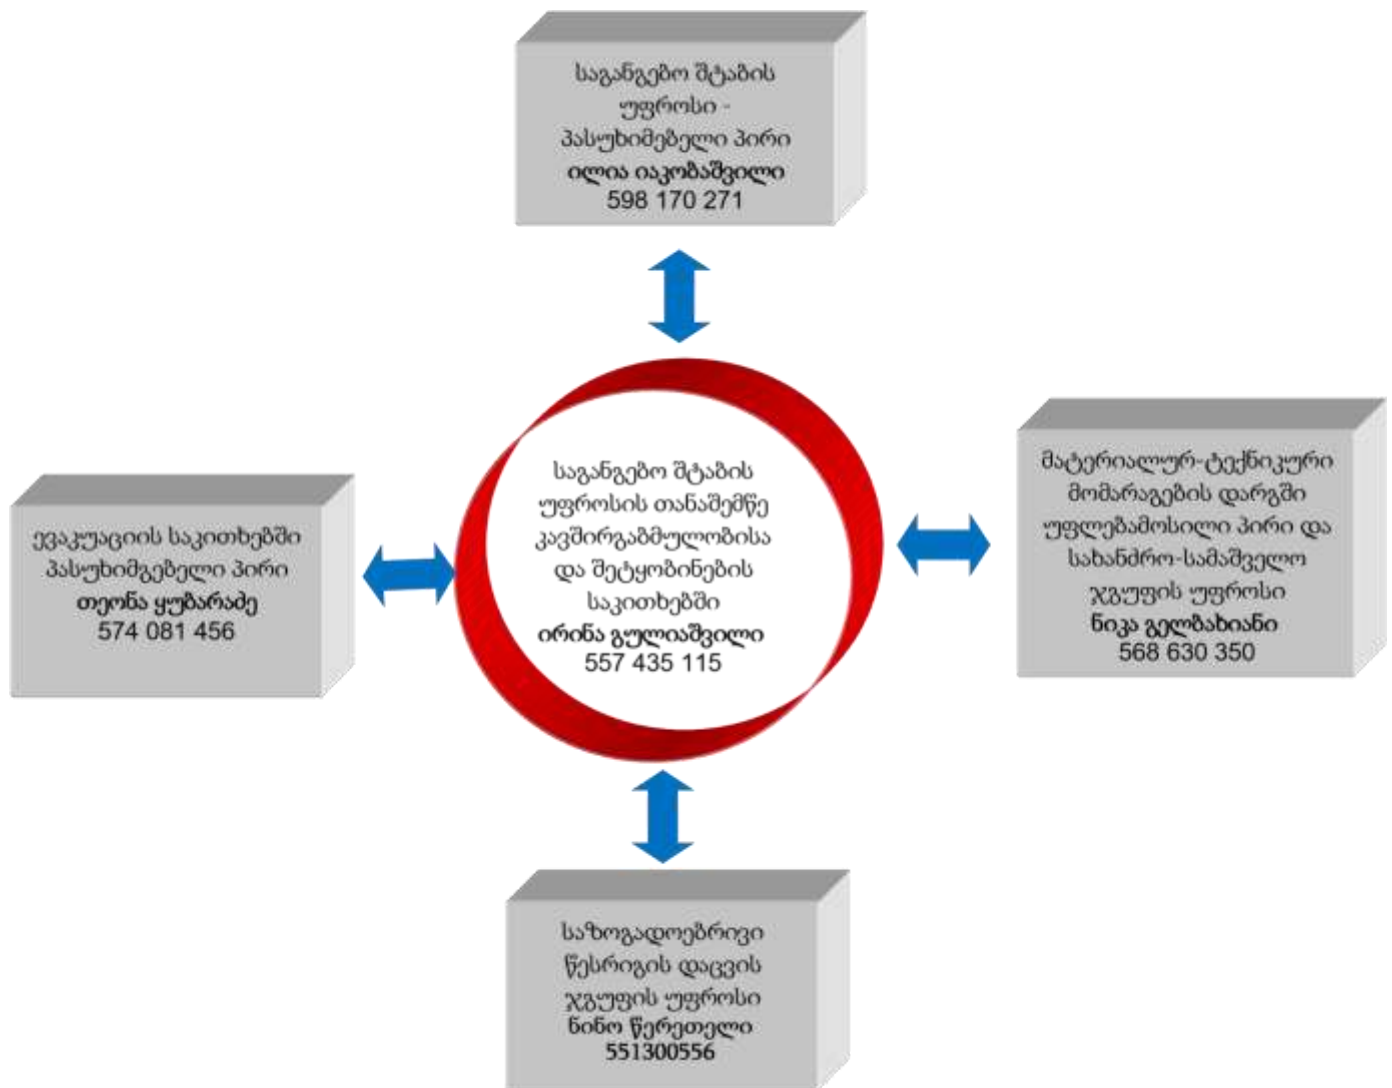 საგანგებო შტაბის
უფროსი -
პასუხიმებელი პირი
ილია იაკობაშვილი
598 170 271
საგანგებო შტაბის
უფროსის თანაშემწე
კავშირგაბმულობისა
და შეტყობინების
საკითხებში
ირინა გულიაშვილი
557 435 115
მატერიალურ-ტექნიკური
მომარაგების დარგში
უფლებამოსილი პირი და
სახანძრო-სამაშველო
ჯგუფის უფროსი
ნიკა გელბახიანი
568 630 350
ევაკუაციის საკითხებში
პასუხიმგებელი პირი
თეონა ყუბარაძე
574 081 456
საზოგადოებრივი
წესრიგის დაცვის
ჯგუფის უფროსი
ნინო წერეთელი
551300556